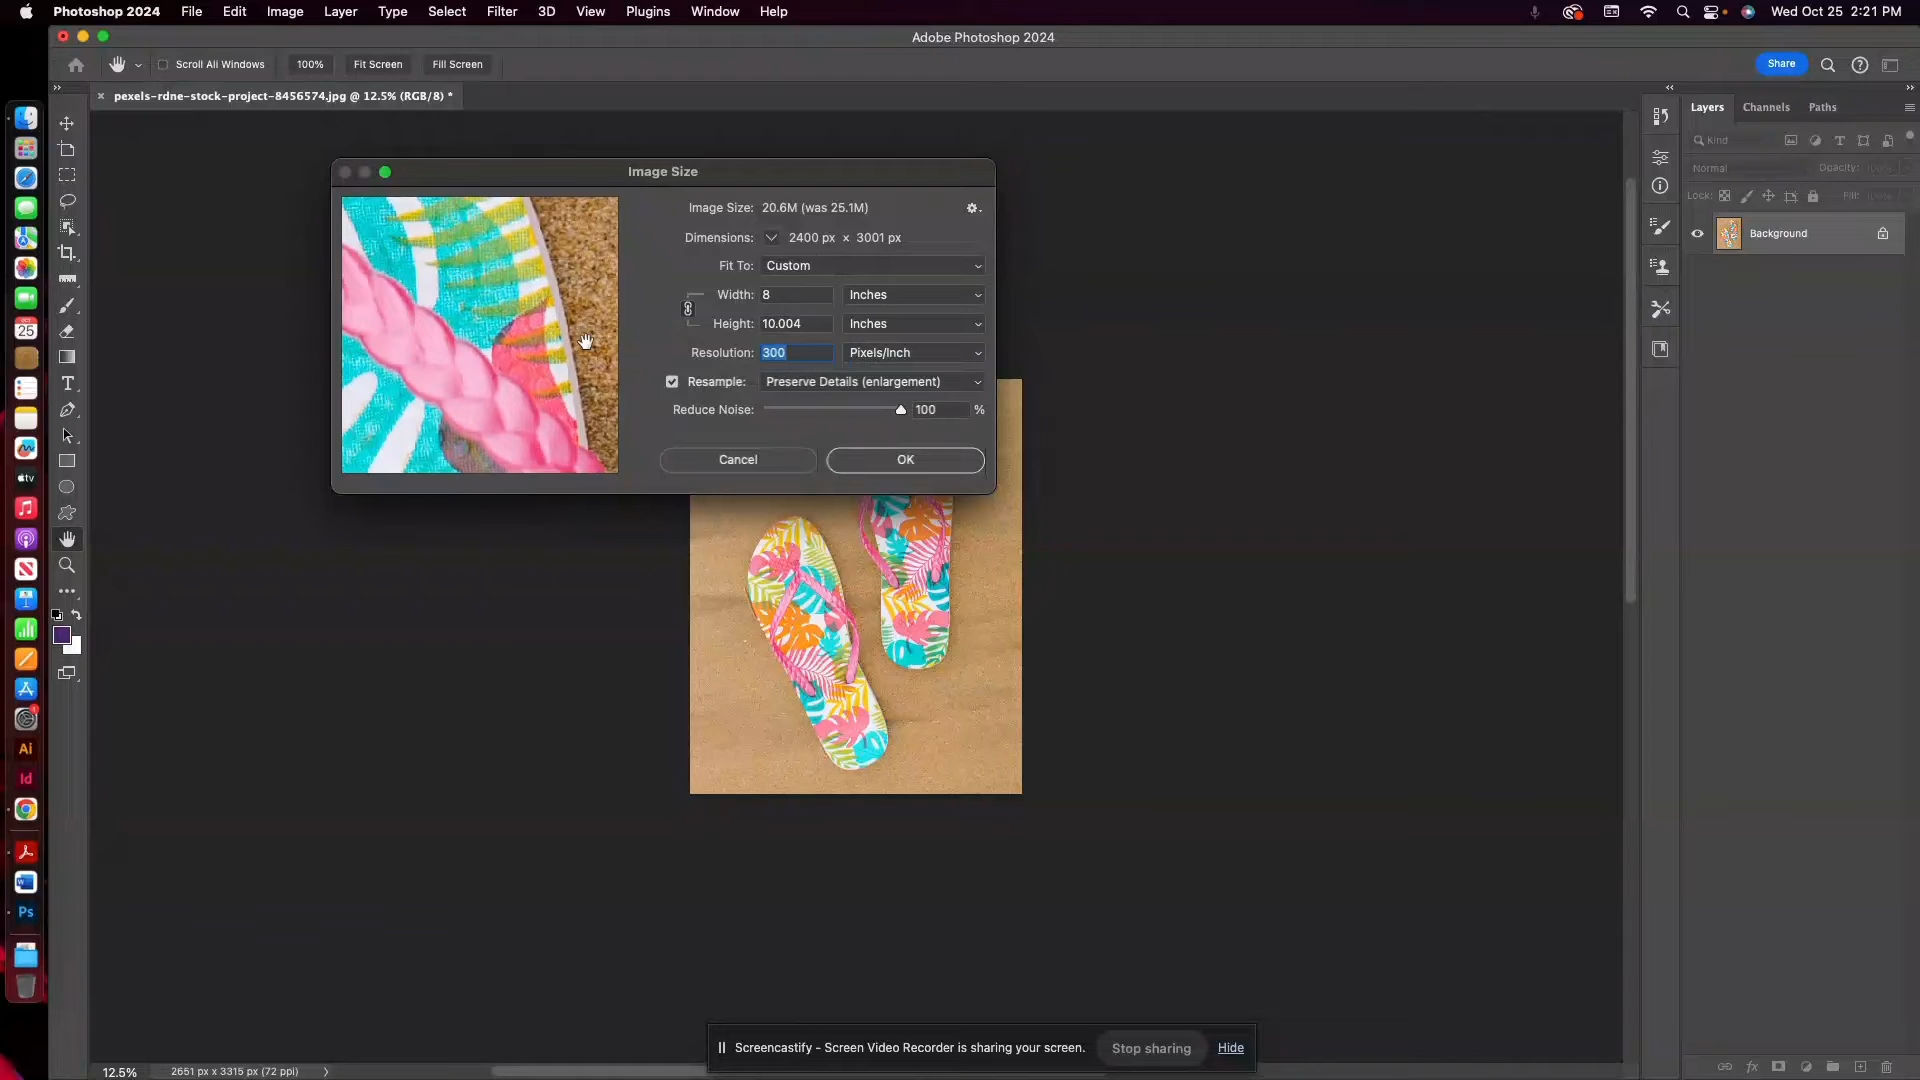 Photoshop 2024 File Edit Image Layer Type Select Filter 3D View Plugins Window Help Wed Oct 25 2:21 PM
Adobe Photoshop 2024
Scroll All Windows 100% Fit Screen Fill Screen Share
pexels-rdne-stock-project-8456574.jpg @ 12.5% (RGB/8) *
Layers Channels Paths
Kind
Normal Opacity: 100%
Lock: Fill: 100%
Background
Image Size
Image Size: 20.6M (was 25.1M)
Dimensions: 2400 px × 3001 px
Fit To: Custom
Width: 8 Inches
Height: 10.004 Inches
Resolution: 300 Pixels/Inch
Resample: Preserve Details (enlargement)
Reduce Noise: 100 %
Cancel OK
OCT
25
tv
Ai
Id
Ps
T
fx
Screencastify - Screen Video Recorder is sharing your screen. Stop sharing Hide
12.5% 2651 px x 3315 px (72 ppi)